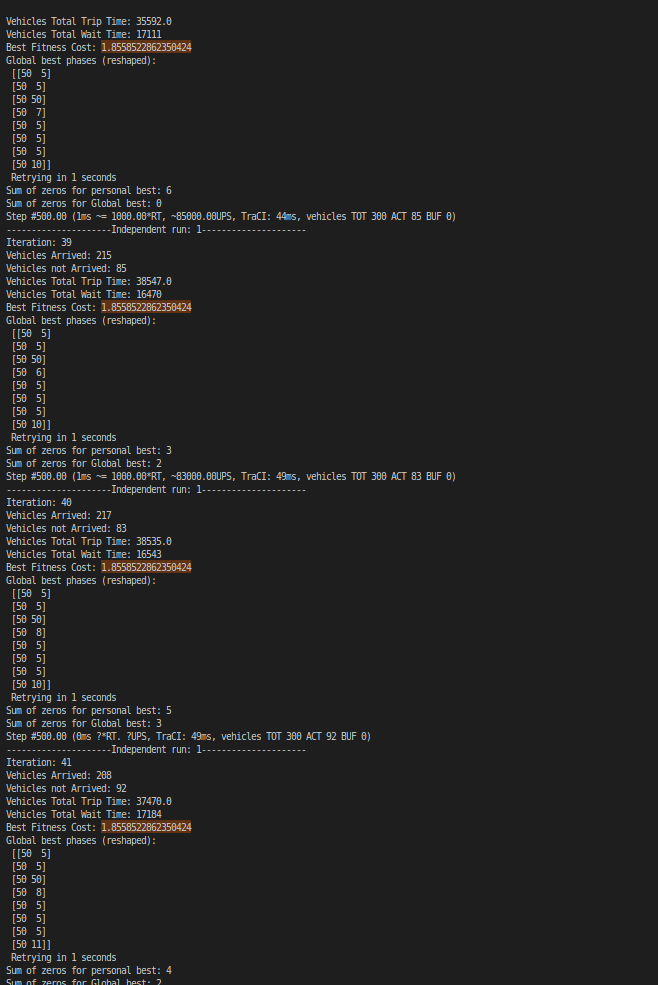 Vehicles Total Trip Time: 35592.0
Vehicles Total Wait Time: 17111
Best Fitness Cost: 1.8558522862350424
Global best phases (reshaped):
[[50  5]
[50  5]
[50 50]
[50  7]
[50  5]
[50  5]
[50  5]
[50 10]]
Retrying in 1 seconds
Sum of zeros for personal best: 6
Sum of zeros for Global best: 0
Step #500.00 (1ms ~= 1000.00*RT, ~85000.00UPS, TraCI: 44ms, vehicles TOT 300 ACT 85 BUF 0)
---------------------Independent run: 1---------------------
Iteration: 39
Vehicles Arrived: 215
Vehicles not Arrived: 85
Vehicles Total Trip Time: 38547.0
Vehicles Total Wait Time: 16470
Best Fitness Cost: 1.8558522862350424
Global best phases (reshaped):
[[50  5]
[50  5]
[50 50]
[50  6]
[50  5]
[50  5]
[50  5]
[50 10]]
Retrying in 1 seconds
Sum of zeros for personal best: 3
Sum of zeros for Global best: 2
Step #500.00 (1ms ~= 1000.00*RT, ~83000.00UPS, TraCI: 49ms, vehicles TOT 300 ACT 83 BUF 0)
---------------------Independent run: 1---------------------
Iteration: 40
Vehicles Arrived: 217
Vehicles not Arrived: 83
Vehicles Total Trip Time: 38535.0
Vehicles Total Wait Time: 16543
Best Fitness Cost: 1.8558522862350424
Global best phases (reshaped):
[[50  5]
[50  5]
[50 50]
[50  8]
[50  5]
[50  5]
[50  5]
[50 10]]
Retrying in 1 seconds
Sum of zeros for personal best: 5
Sum of zeros for Global best: 3
Step #500.00 (0ms ?*RT. ?UPS, TraCI: 49ms, vehicles TOT 300 ACT 92 BUF 0)
---------------------Independent run: 1---------------------
Iteration: 41
Vehicles Arrived: 208
Vehicles not Arrived: 92
Vehicles Total Trip Time: 37470.0
Vehicles Total Wait Time: 17184
Best Fitness Cost: 1.8558522862350424
Global best phases (reshaped):
[[50  5]
[50  5]
[50 50]
[50  8]
[50  5]
[50  5]
[50  5]
[50 11]]
Retrying in 1 seconds
Sum of zeros for personal best: 4
Sum of zeros for Global best: 2